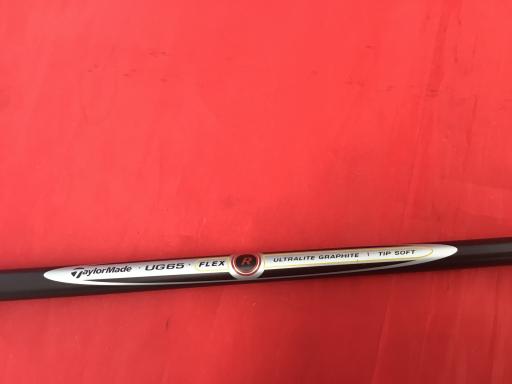 TaylorMade · UG65 · FLEX R ULTRALITE GRAPHITE \ TIP SOFT